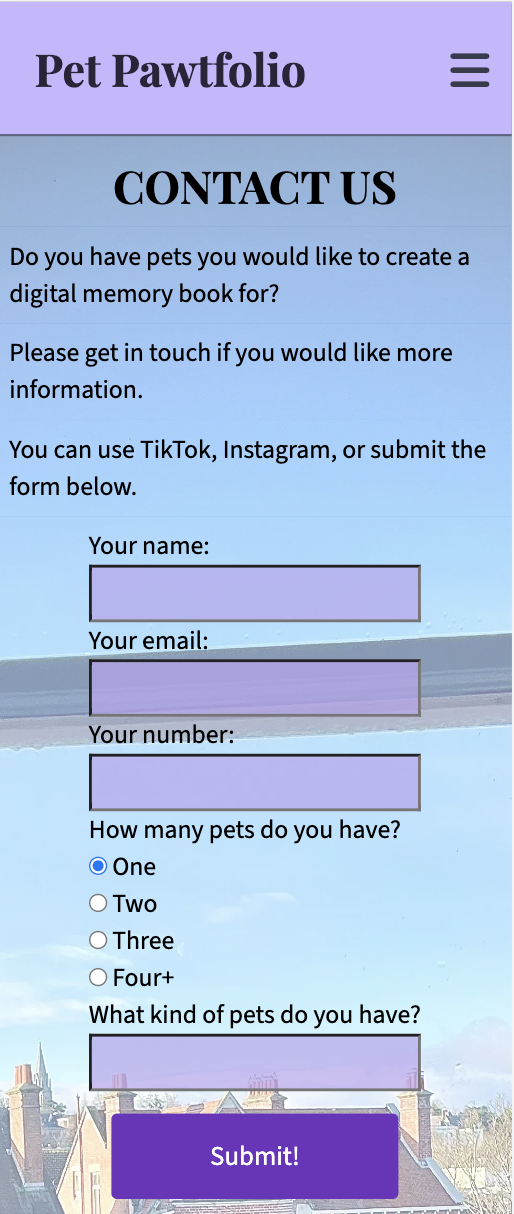 Pet Pawtfolio
CONTACT US
Do you have pets you would like to create a
digital memory book for?
Please get in touch if you would like more
information.
You can use TikTok, Instagram, or submit the
form below.
Your name:
Your email:
Your number:
How many pets do you have?
One
Two
Three
Four+
What kind of pets do you have?
Submit!